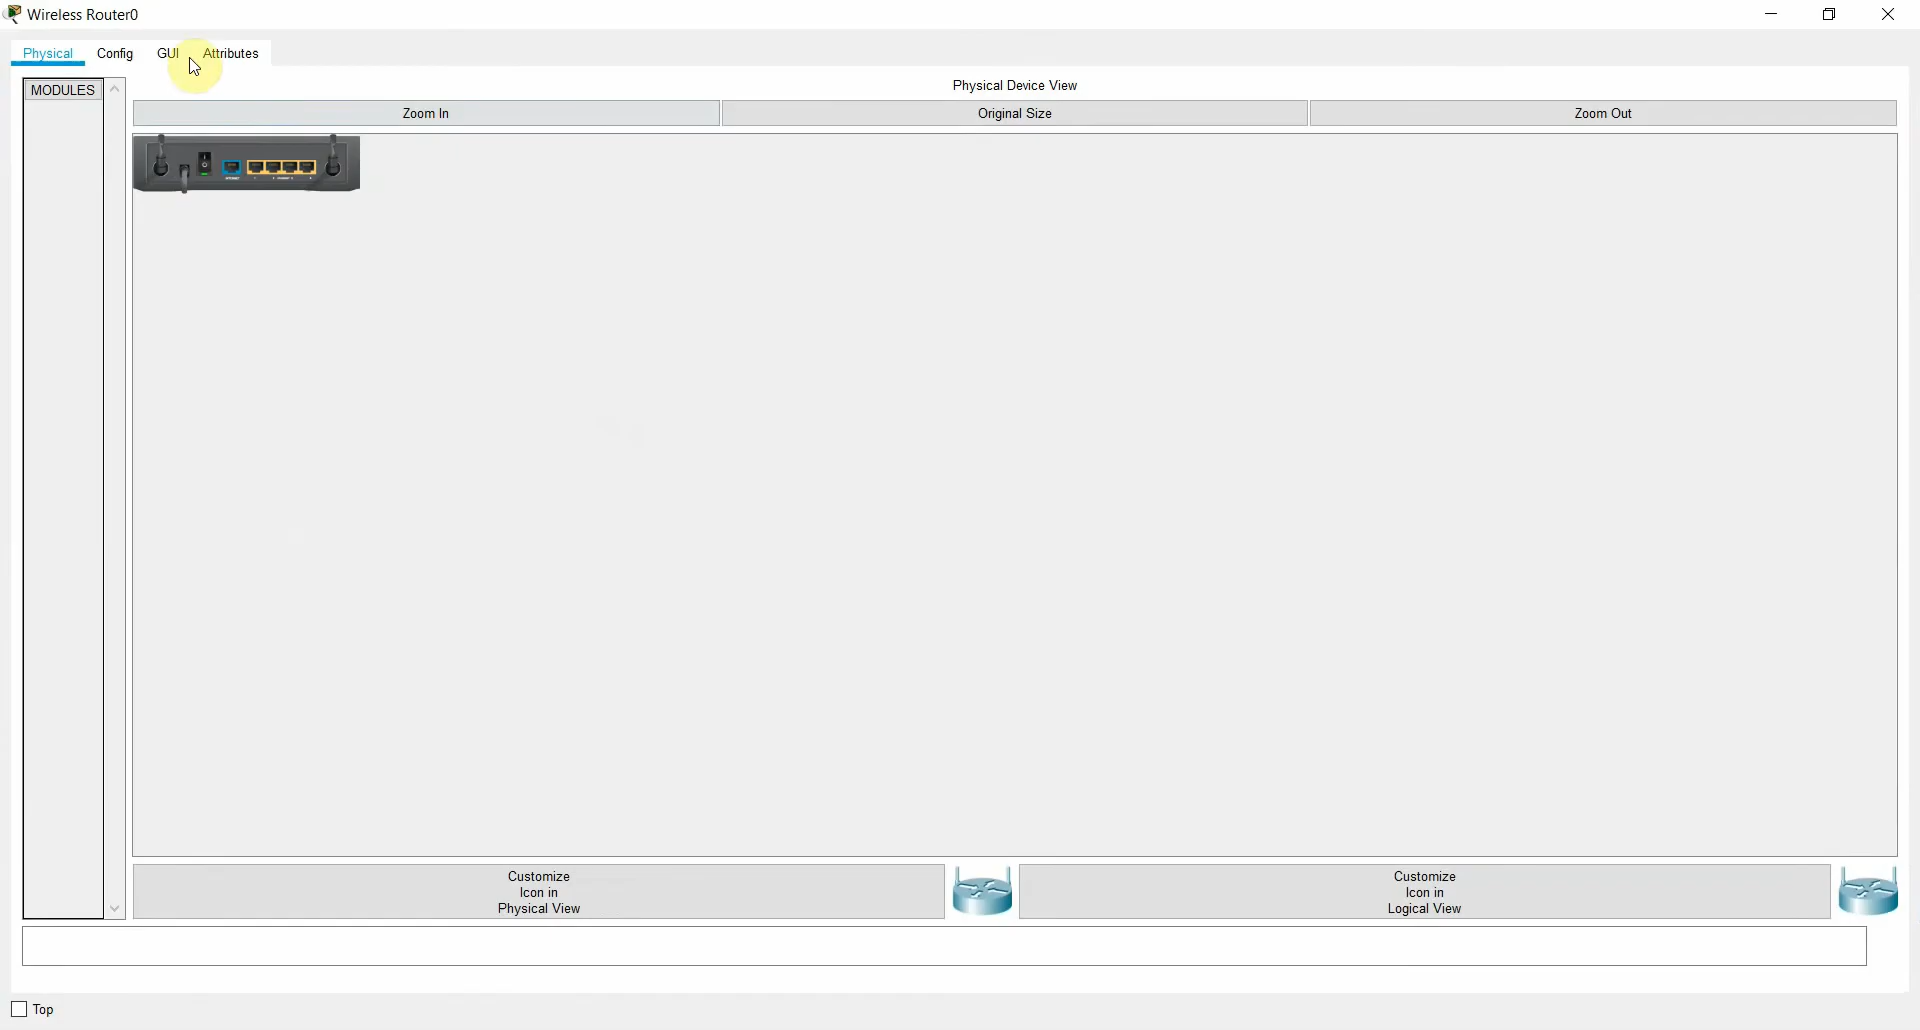 Wireless Router0
Physical Config GUI Attributes
MODULES
Physical Device View
Zoom In Original Size Zoom Out
Customize
Icon in
Physical View
Customize
Icon in
Logical View
Top